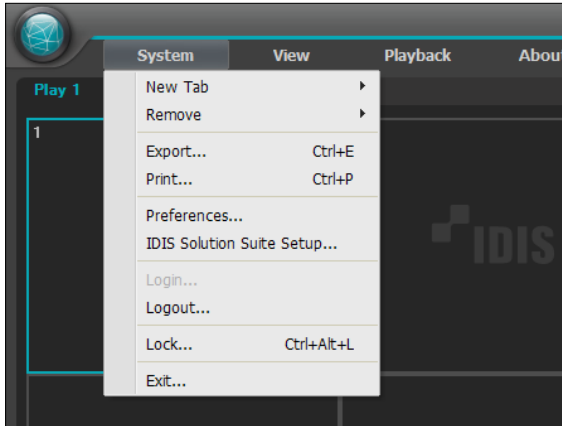 System View Playback About
Play 1
1
New Tab
Remove
Export... Ctrl+E
Print... Ctrl+P
Preferences...
IDIS Solution Suite Setup...
Login...
Logout...
Lock... Ctrl+Alt+L
Exit...
IDIS